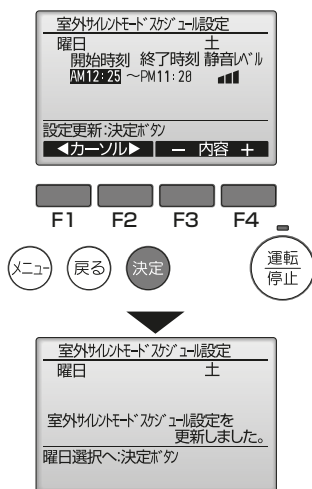 室外サイレントモードスケジュール設定
曜日 土
開始時刻 終了時刻 静音レベル
AM12:25 ～PM11:20
設定更新:決定ボタン
◀カーソル▶ － 内容 ＋
F1 F2 F3 F4
メニュー 戻る 決定 運転
停止
室外サイレントモードスケジュール設定
曜日 土
室外サイレントモードスケジュール設定を
更新しました。
曜日選択へ:決定ボタン